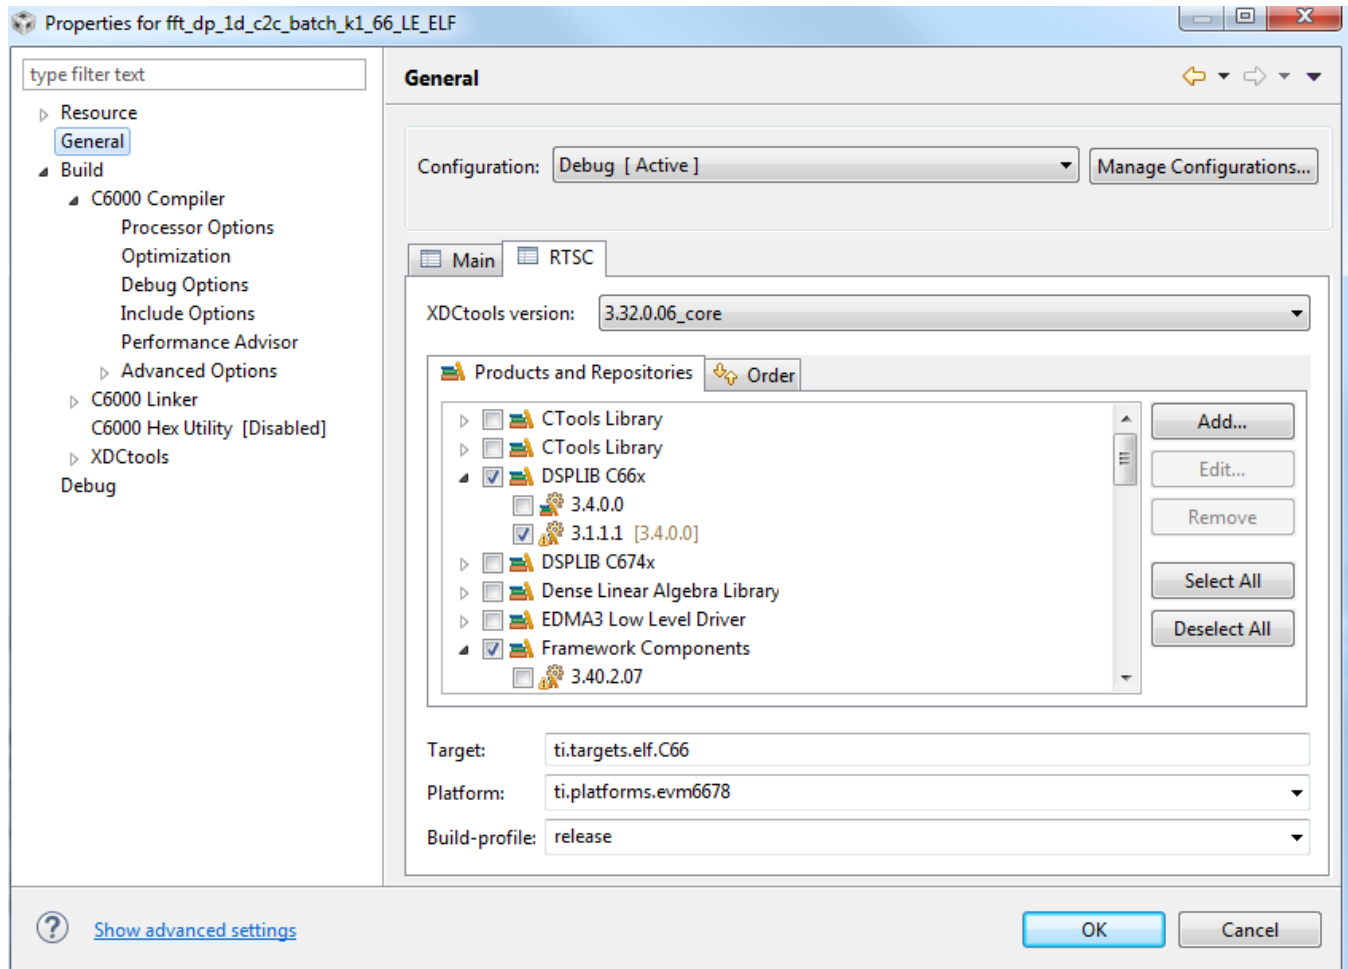 Properties for fft_dp_1d_c2c_batch_k1_66_LE_ELF
type filter text
Resource
General
Build
C6000 Compiler
Processor Options
Optimization
Debug Options
Include Options
Performance Advisor
Advanced Options
C6000 Linker
C6000 Hex Utility [Disabled]
XDCtools
Debug
General
Configuration: Debug [ Active ] Manage Configurations...
Main RTSC
XDCtools version: 3.32.0.06_core
Products and Repositories Order
CTools Library
CTools Library
DSPLIB C66x
3.4.0.0
3.1.1.1 [3.4.0.0]
DSPLIB C674x
Dense Linear Algebra Library
EDMA3 Low Level Driver
Framework Components
3.40.2.07
Add...
Edit...
Remove
Select All
Deselect All
Target: ti.targets.elf.C66
Platform: ti.platforms.evm6678
Build-profile: release
Show advanced settings
OK Cancel